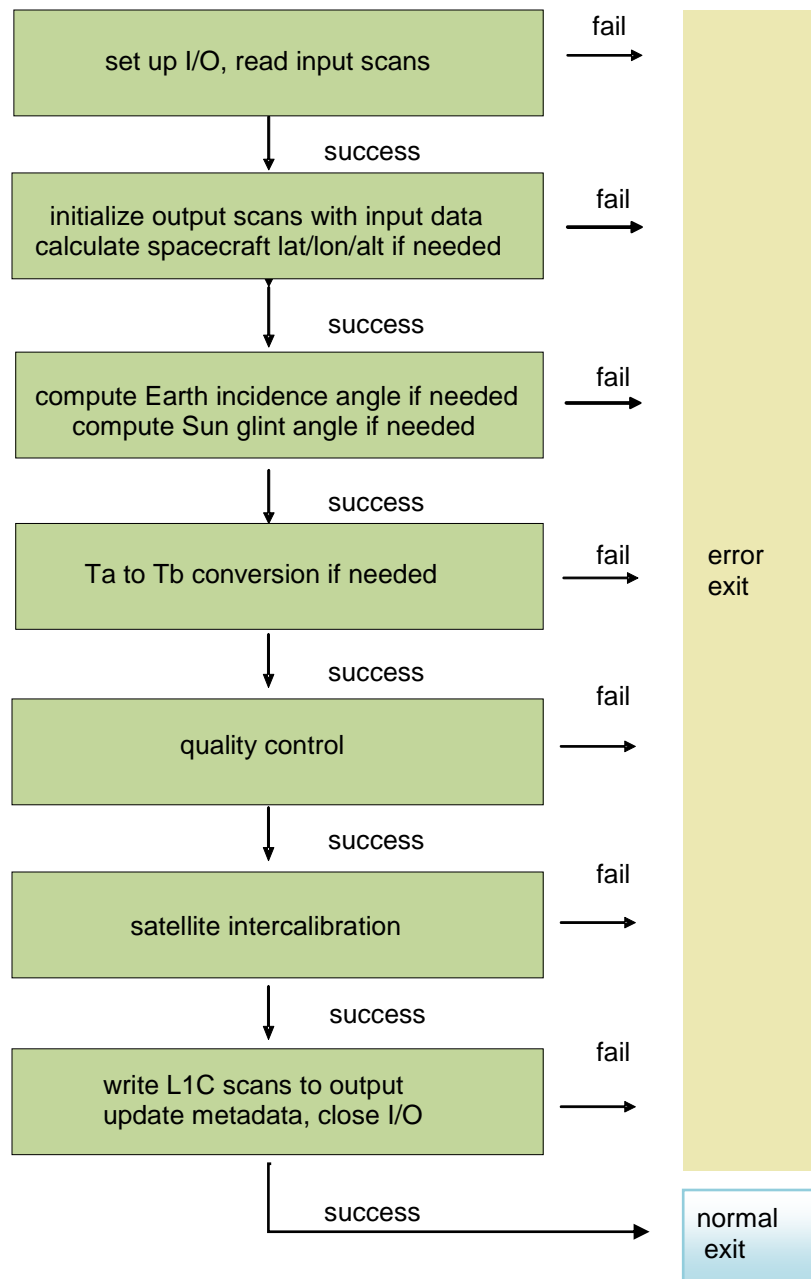 fail
set up I/O, read input scans
success
fail
initialize output scans with input data
calculate spacecraft lat/lon/alt if needed
success
fail
compute Earth incidence angle if needed
compute Sun glint angle if needed
success
fail
Ta to Tb conversion if needed
error
exit
success
fail
quality control
success
fail
satellite intercalibration
success
fail
write L1C scans to output
update metadata, close I/O
success
normal
exit